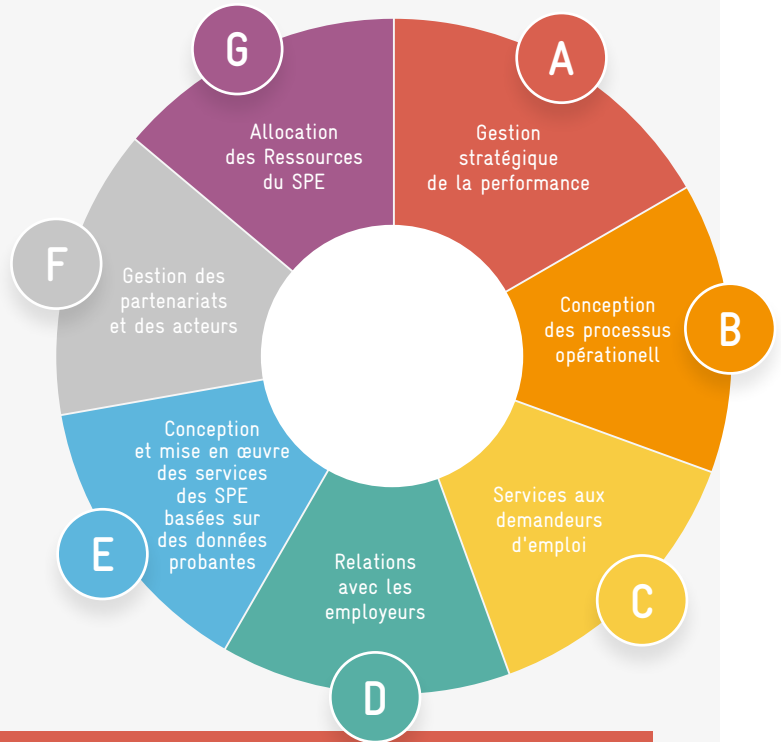 A
Gestion
stratégique
de la performance
B
Conception
des processus
opérationell
C
Services aux
demandeurs
d'emploi
D
Relations
avec les
employeurs
E
Conception
et mise en œuvre
des services
des SPE
basées sur
des données
probantes
F
Gestion des
partenariats
et des acteurs
G
Allocation
des Ressources
du SPE